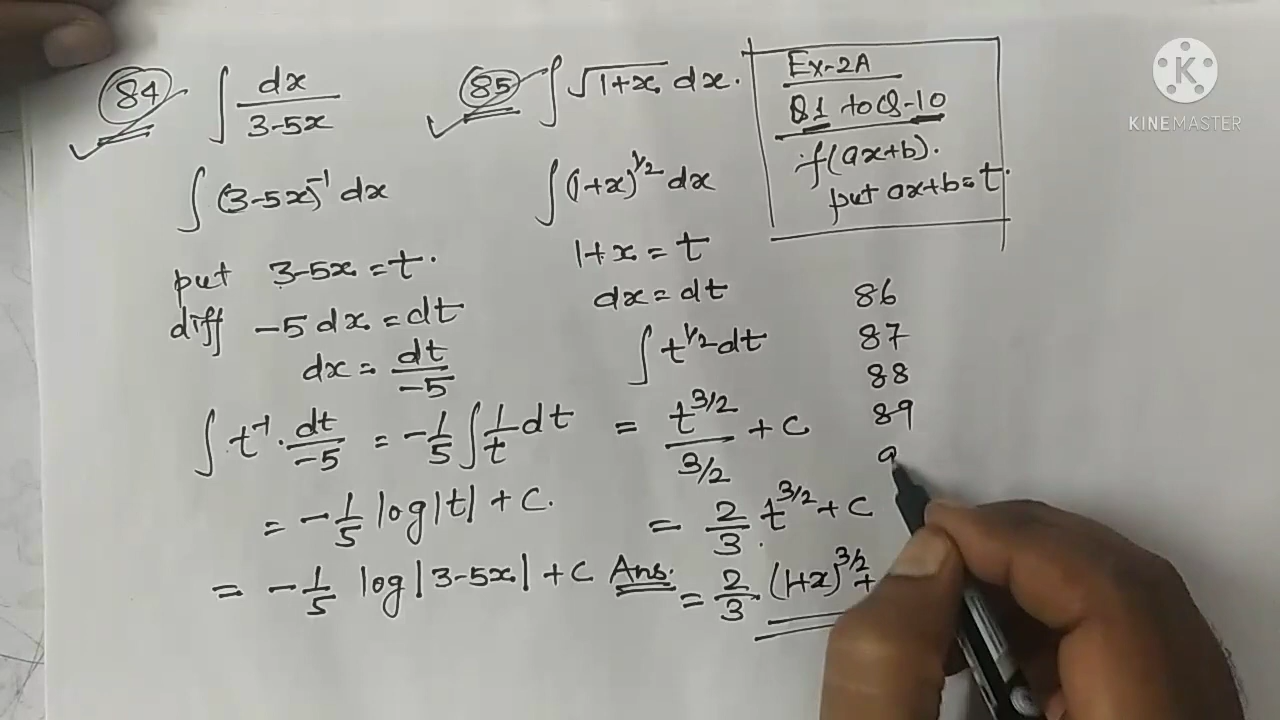 84 ∫ dx/(3-5x)
∫ (3-5x)⁻¹ dx
put 3-5x = t.
diff -5dx = dt
dx = dt/-5
∫ t⁻¹ · dt/-5 = -1/5 ∫ 1/t dt
= -1/5 log|t| + C.
= -1/5 log|3-5x| + C Ans.
85 ∫ √1+x dx.
∫ (1+x)^1/2 dx
1+x = t
dx = dt
∫ t^1/2 dt
= t^3/2 / 3/2 + C
= 2/3 . t^3/2 + C
= 2/3 (1+x)^3/2 +
Ex-2A
Q1 to Q-10
f(ax+b).
put ax+b=t.
86
87
88
89
KINEMASTER